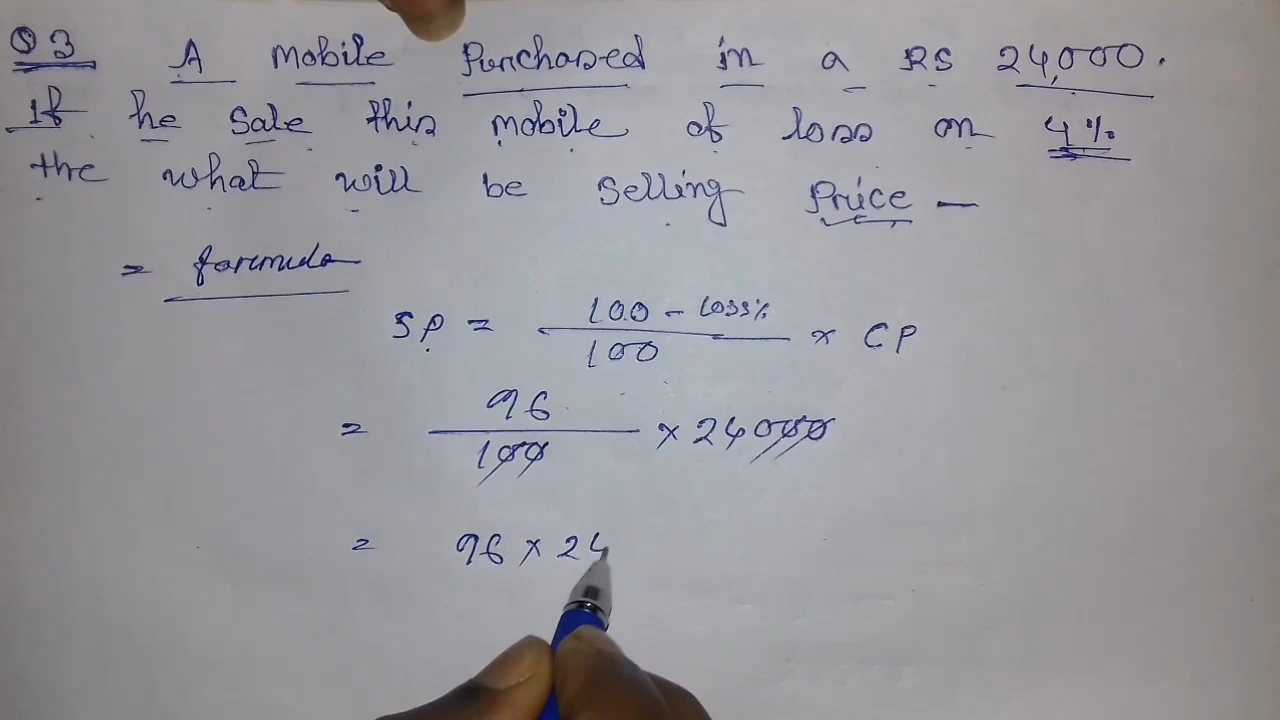 Q3 A mobile Purchased in a RS 24,000.
If he sale this mobile of loss on 4%
the what will be selling Price —
= formula
SP = 100 - loss% / 100 × CP
= 96 / 100 × 24000
= 96 × 24